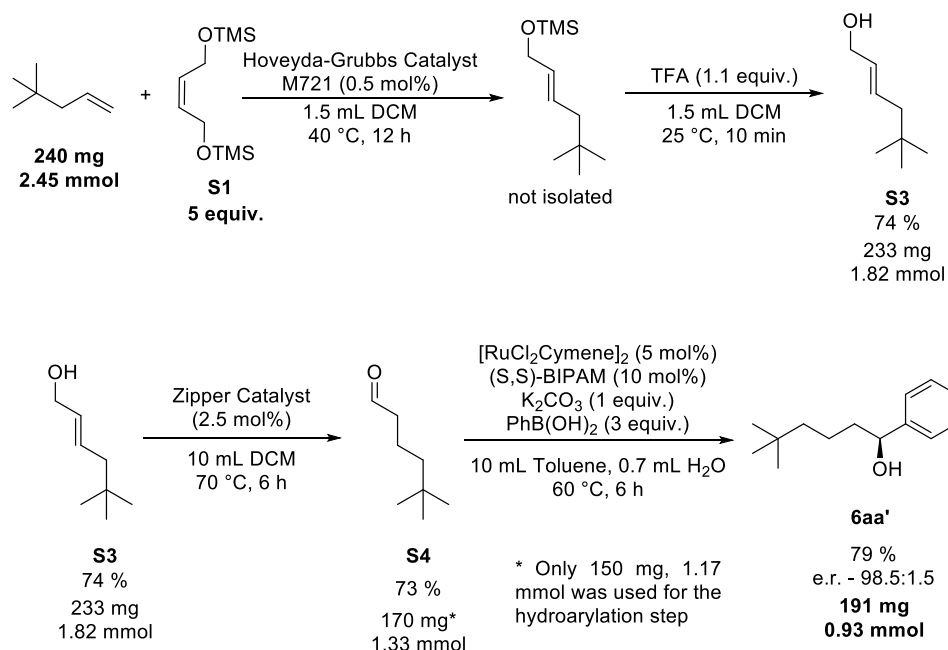 OTMS
OTMS
+
240 mg
2.45 mmol
S1
5 equiv.
Hoveyda-Grubbs Catalyst
M721 (0.5 mol%)
1.5 mL DCM
40 °C, 12 h
OTMS
not isolated
TFA (1.1 equiv.)
1.5 mL DCM
25 °C, 10 min
OH
S3
74 %
233 mg
1.82 mmol
OH
S3
74 %
233 mg
1.82 mmol
Zipper Catalyst
(2.5 mol%)
10 mL DCM
70 °C, 6 h
O
S4
73 %
170 mg*
1.33 mmol
[RuCl2Cymene]2 (5 mol%)
(S,S)-BIPAM (10 mol%)
K2CO3 (1 equiv.)
PhB(OH)2 (3 equiv.)
10 mL Toluene, 0.7 mL H2O
60 °C, 6 h
* Only 150 mg, 1.17
mmol was used for the
hydroarylation step
OH
6aa'
79 %
e.r. - 98.5:1.5
191 mg
0.93 mmol